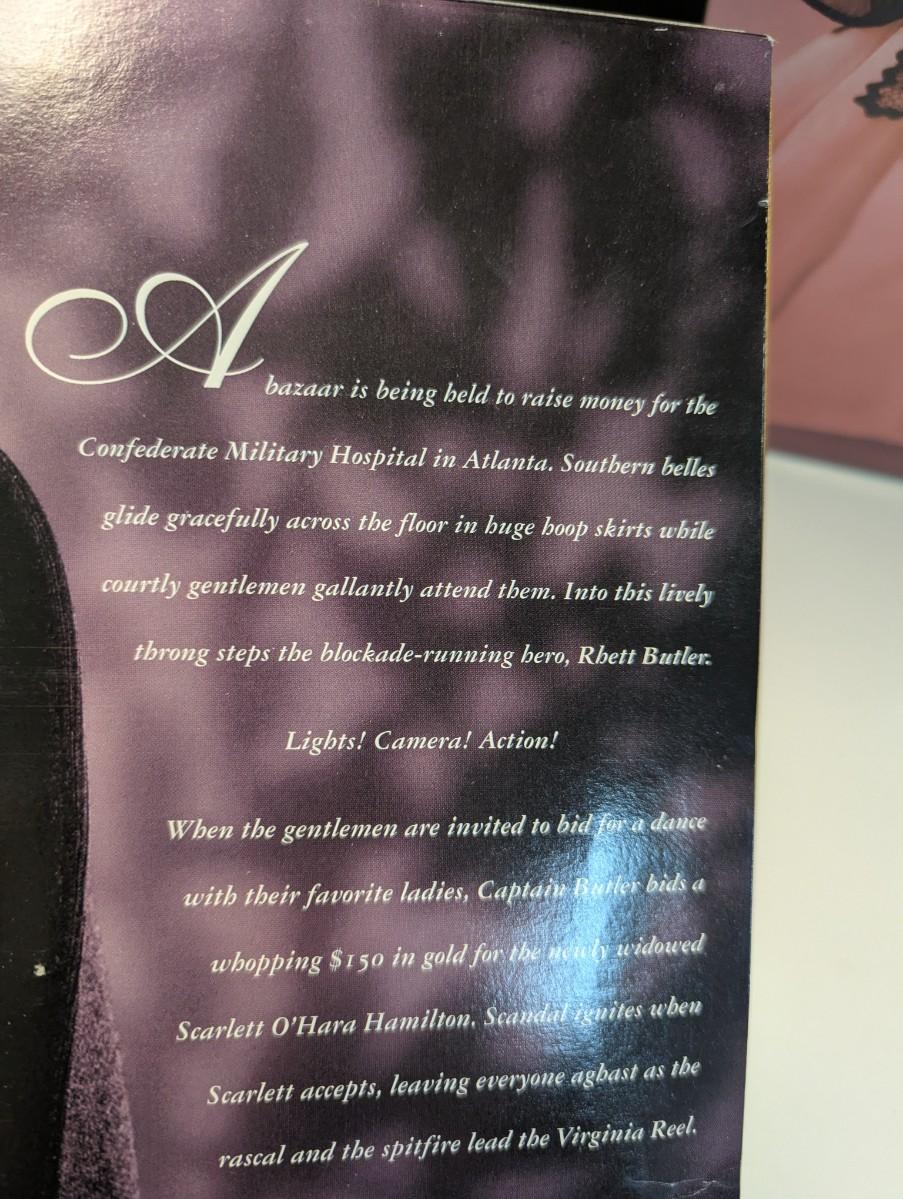 A bazaar is being held to raise money for the
Confederate Military Hospital in Atlanta. Southern belles
glide gracefully across the floor in huge hoop skirts while
courtly gentlemen gallantly attend them. Into this lively
throng steps the blockade-running hero, Rhett Butler.
Lights! Camera! Action!
When the gentlemen are invited to bid for a dance
with their favorite ladies, Captain Butler bids a
whopping $150 in gold for the newly widowed
Scarlett O'Hara Hamilton. Scandal ignites when
Scarlett accepts, leaving everyone aghast as the
rascal and the spitfire lead the Virginia Reel.